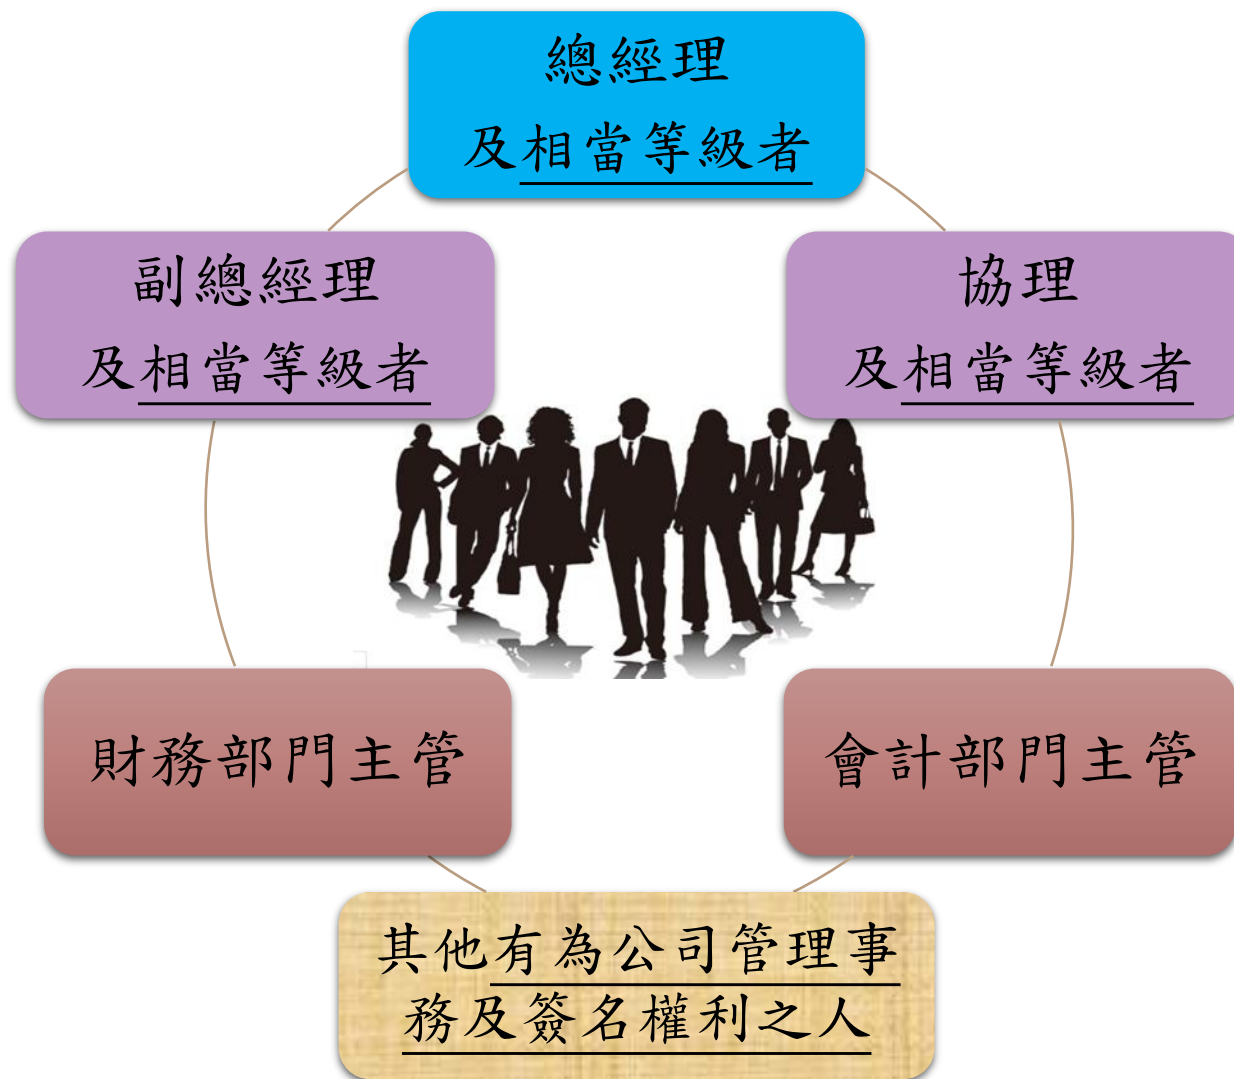 總經理
及相當等級者
副總經理
及相當等級者
協理
及相當等級者
財務部門主管
會計部門主管
其他有為公司管理事
務及簽名權利之人